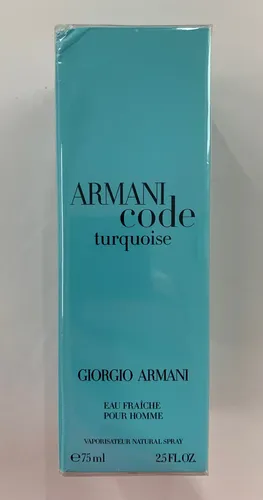 ARMANI
code
turquoise
GIORGIO ARMANI
EAU FRAÎCHE
POUR HOMME
VAPORISATEUR NATURAL SPRAY
℮75 ml 2.5 FL. OZ.